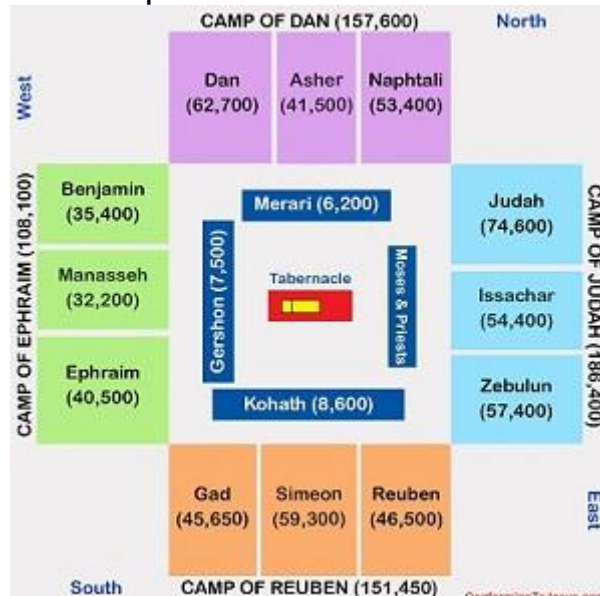 CAMP OF DAN (157,600)
North
West
Dan
(62,700)
Asher
(41,500)
Naphtali
(53,400)
CAMP OF EPHRAIM (108,100)
Benjamin
(35,400)
Manasseh
(32,200)
Ephraim
(40,500)
Merari (6,200)
Gershon (7,500)
Tabernacle
Moses & Priests
Kohath (8,600)
Judah
(74,600)
Issachar
(54,400)
Zebulun
(57,400)
CAMP OF JUDAH (186,400)
Gad
(45,650)
Simeon
(59,300)
Reuben
(46,500)
East
South
CAMP OF REUBEN (151,450)